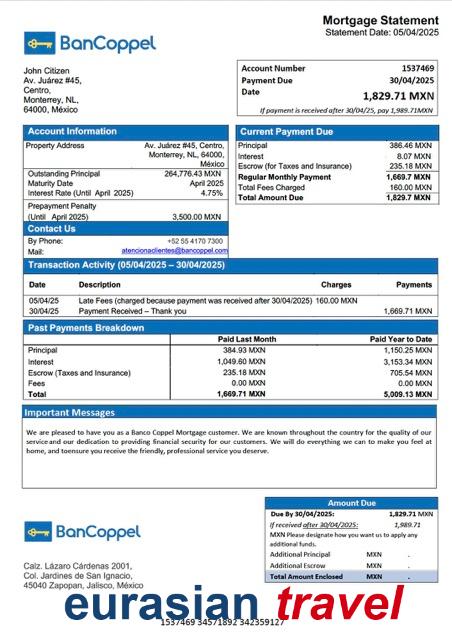 Mortgage Statement
Statement Date: 05/04/2025
BanCoppel
John Citizen
Av. Juárez #45,
Centro,
Monterrey, NL,
64000, México
Account Number 1537469
Payment Due 30/04/2025
Date 1,829.71 MXN
If payment is received after 30/04/25, pay 1,989.71MXN
Account Information
Property Address Av. Juárez #45, Centro,
Monterrey, NL, 64000,
México
Outstanding Principal 264,776.43 MXN
Maturity Date April 2025
Interest Rate (Until April 2025) 4.75%
Prepayment Penalty
(Until April 2025) 3,500.00 MXN
Contact Us
By Phone: +52 55 4170 7300
Mail: atencionaclientes@bancoppel.com
Current Payment Due
Principal 386.46 MXN
Interest 8.07 MXN
Escrow (for Taxes and Insurance) 235.18 MXN
Regular Monthly Payment 1,669.7 MXN
Total Fees Charged 160.00 MXN
Total Amount Due 1,829.7 MXN
Transaction Activity (05/04/2025 – 30/04/2025)
Date Description Charges Payments
05/04/25 Late Fees (charged because payment was received after 30/04/2025) 160.00 MXN
30/04/25 Payment Received – Thank you 1,669.71 MXN
Past Payments Breakdown
Paid Last Month Paid Year to Date
Principal 384.93 MXN 1,150.25 MXN
Interest 1,049.60 MXN 3,153.34 MXN
Escrow (Taxes and Insurance) 235.18 MXN 705.54 MXN
Fees 0.00 MXN 0.00 MXN
Total 1,669.71 MXN 5,009.13 MXN
Important Messages
We are pleased to have you as a Banco Coppel Mortgage customer. We are known throughout the country for the quality of our
service and our dedication to providing financial security for our customers. We will do everything we can to make you feel at
home, and toensure you receive the friendly, professional service you deserve.
BanCoppel
Calz. Lázaro Cárdenas 2001,
Col. Jardines de San Ignacio,
45040 Zapopan, Jalisco, México
Amount Due
Due By 30/04/2025: 1,829.71 MXN
If received after 30/04/2025: 1,989.71
MXN Please designate how you want us to apply any
additional funds.
Additional Principal MXN .
Additional Escrow MXN .
Total Amount Enclosed MXN .
eurasian travel
1537469 34571892 342359127